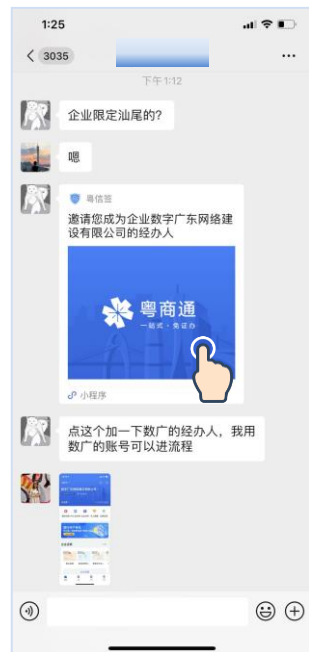 1:25
3035
下午1:12
企业限定汕尾的?
嗯
粤信签
邀请您成为企业数字广东网络建
设有限公司的经办人
粤商通
一站式·免证办
小程序
点这个加一下数广的经办人，我用
数广的账号可以进流程